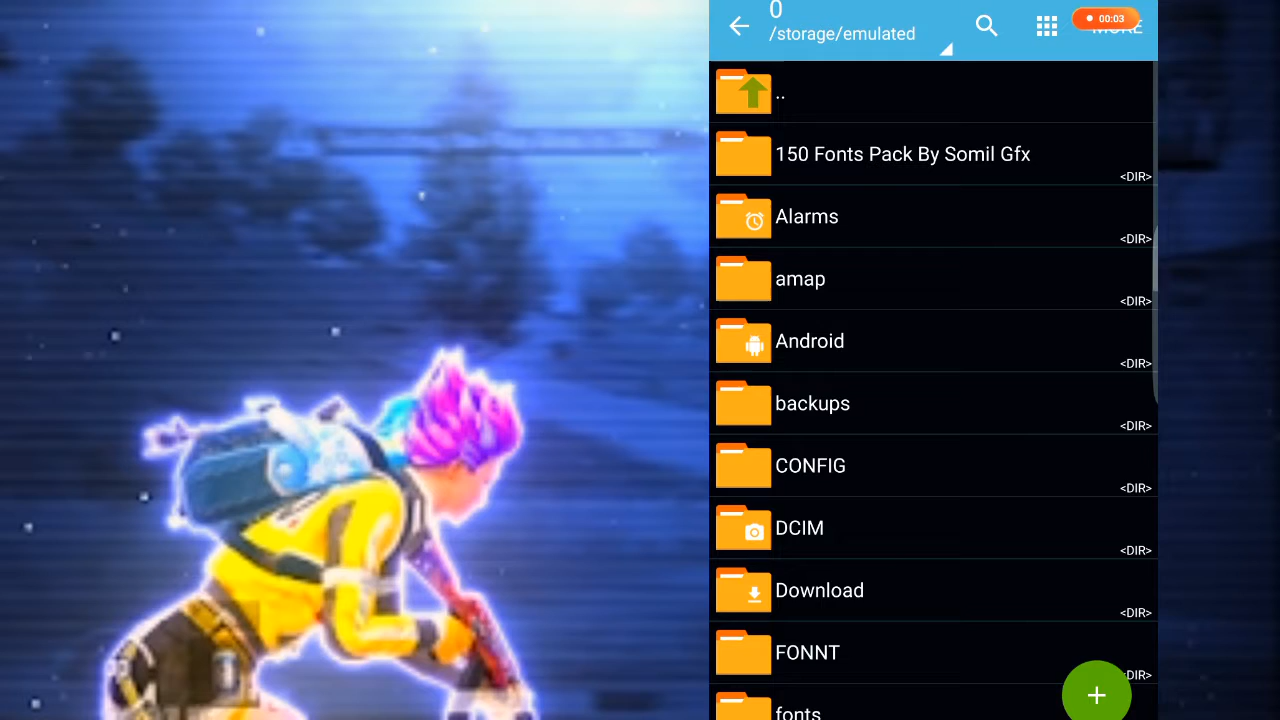 0
/storage/emulated
00:03
MORE
..
150 Fonts Pack By Somil Gfx
<DIR>
Alarms
<DIR>
amap
<DIR>
Android
<DIR>
backups
<DIR>
CONFIG
<DIR>
DCIM
<DIR>
Download
<DIR>
FONNT
DIR>
fonts